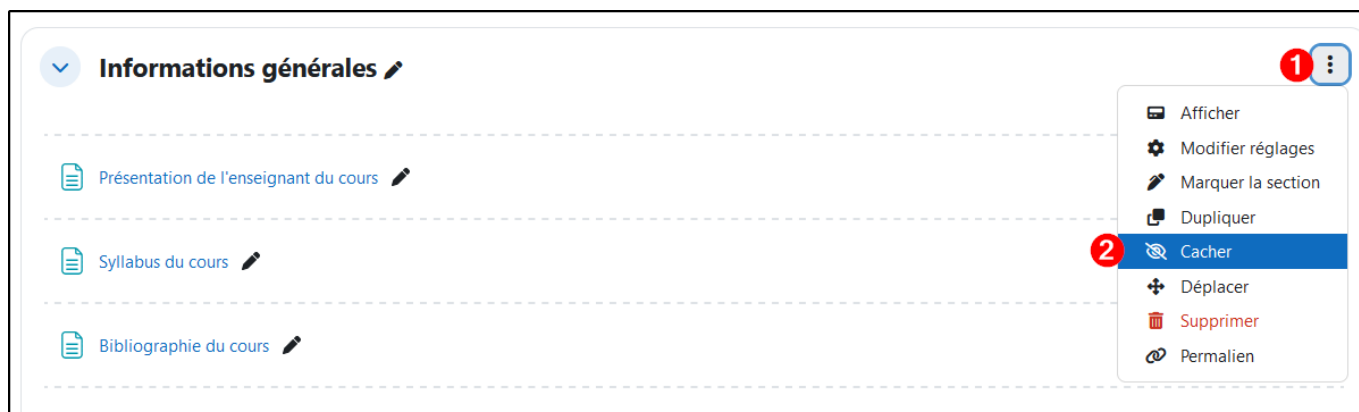 Informations générales
1
Afficher
Modifier réglages
Présentation de l'enseignant du cours
Marquer la section
Dupliquer
2 Cacher
Syllabus du cours
Déplacer
Supprimer
Bibliographie du cours
Permalien